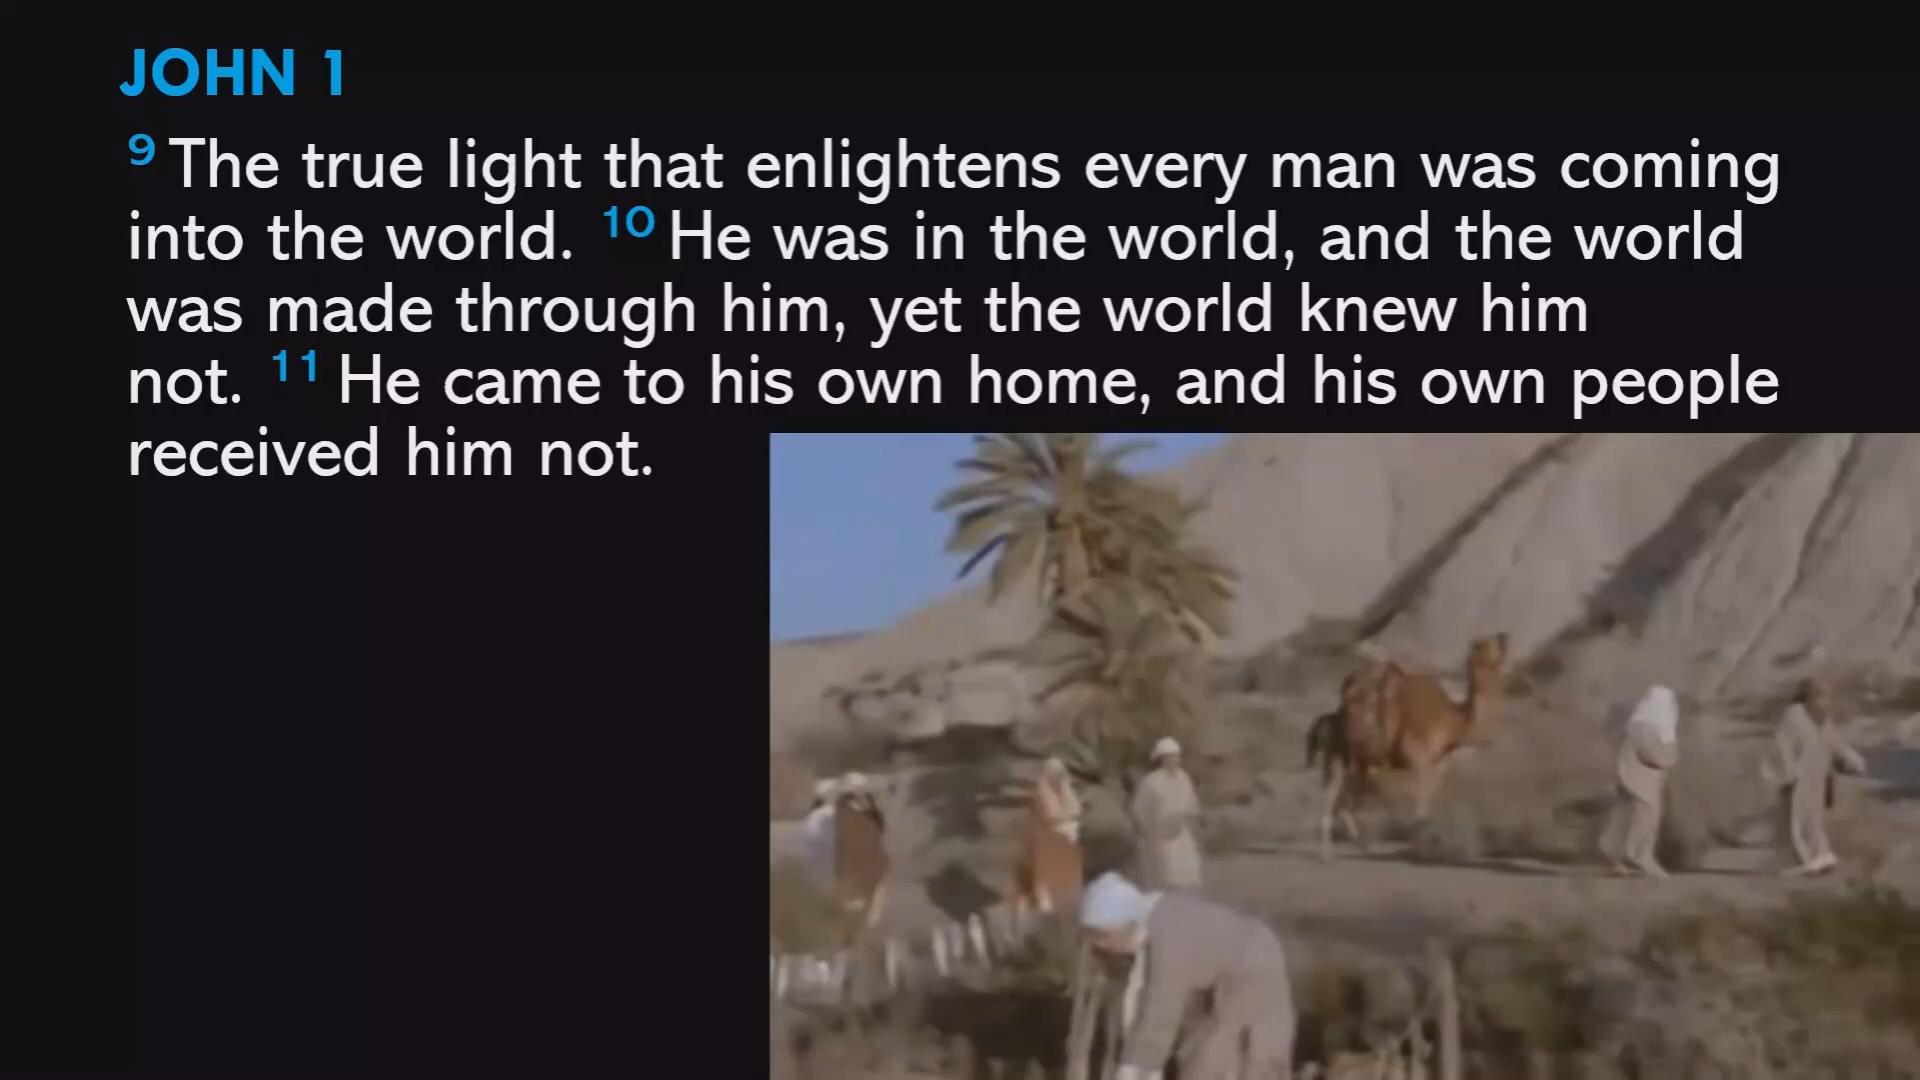 JOHN 1
9 The true light that enlightens every man was coming
into the world. 10 He was in the world, and the world
was made through him, yet the world knew him
not. 11 He came to his own home, and his own people
received him not.